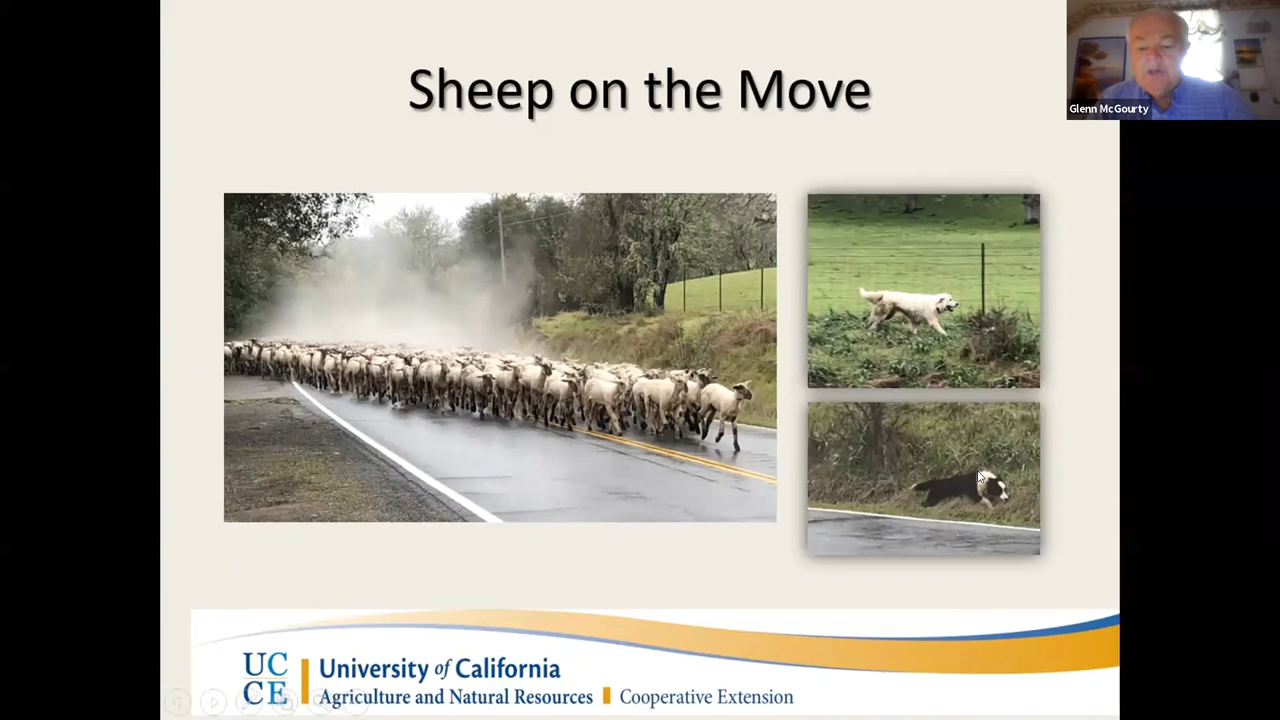 Sheep on the Move
Glenn McGourty
UC
CE
University of California
Agriculture and Natural Resources Cooperative Extension